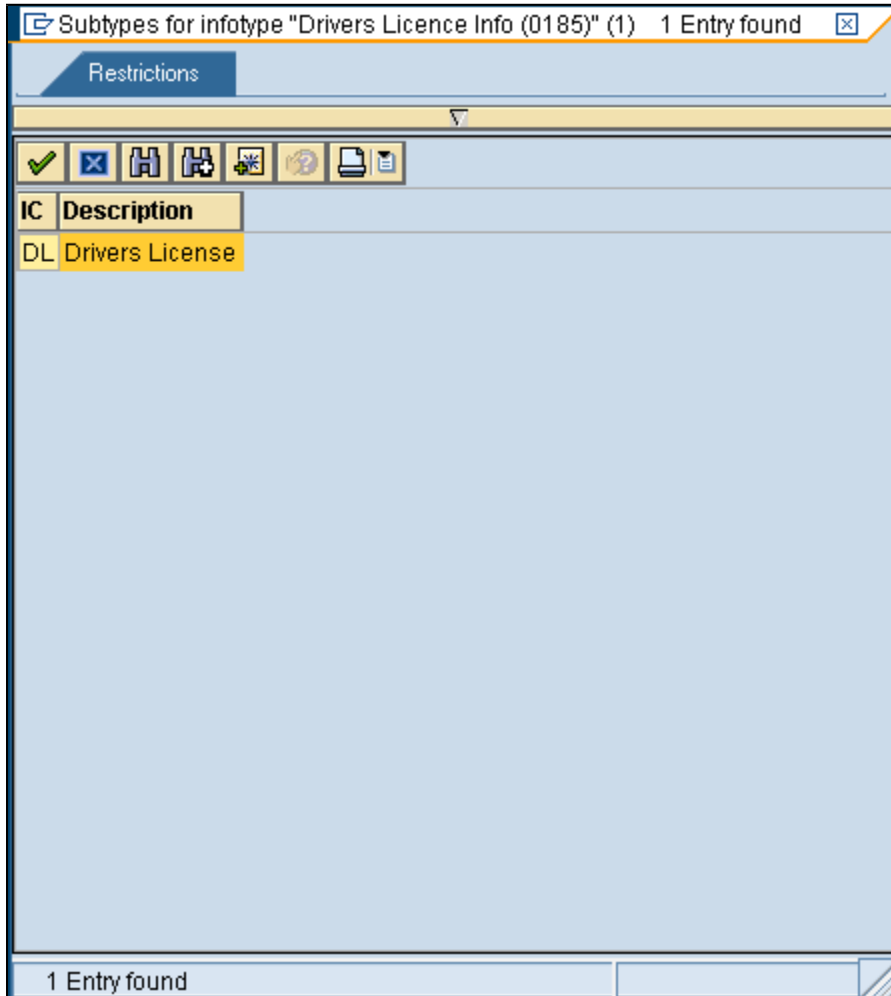 Subtypes for infotype "Drivers Licence Info (0185)" (1) 1 Entry found
Restrictions
IC Description
DL Drivers License
1 Entry found